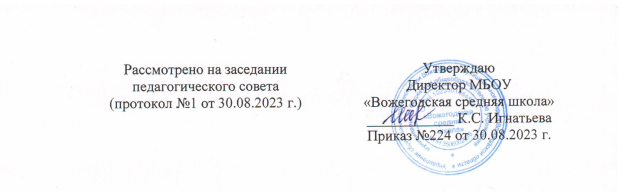 Рассмотрено на заседании
педагогического совета
(протокол №1 от 30.08.2023 г.)
Утверждаю
Директор МБОУ
«Вожегодская средняя школа»
К.С. Игнатьева
Приказ №224 от 30.08.2023 г.